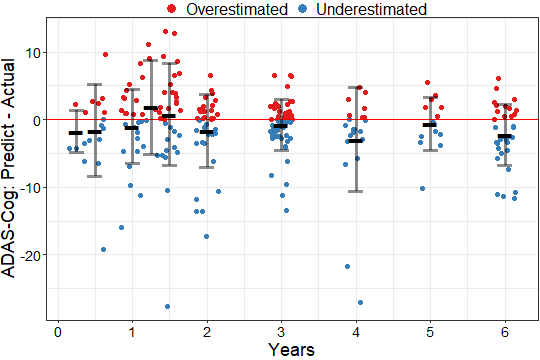 Overestimated Underestimated
ADAS-Cog: Predict - Actual
10
0
-10
-20
0 1 2 3 4 5 6
Years